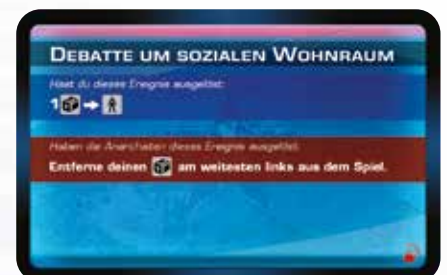 DEBATTE UM SOZIALEN WOHNRAUM
Hast du dieses Ereignis ausgelöst:
1 →
Haben die Anarchisten dieses Ereignis ausgelöst:
Entferne deinen am weitesten links aus dem Spiel.